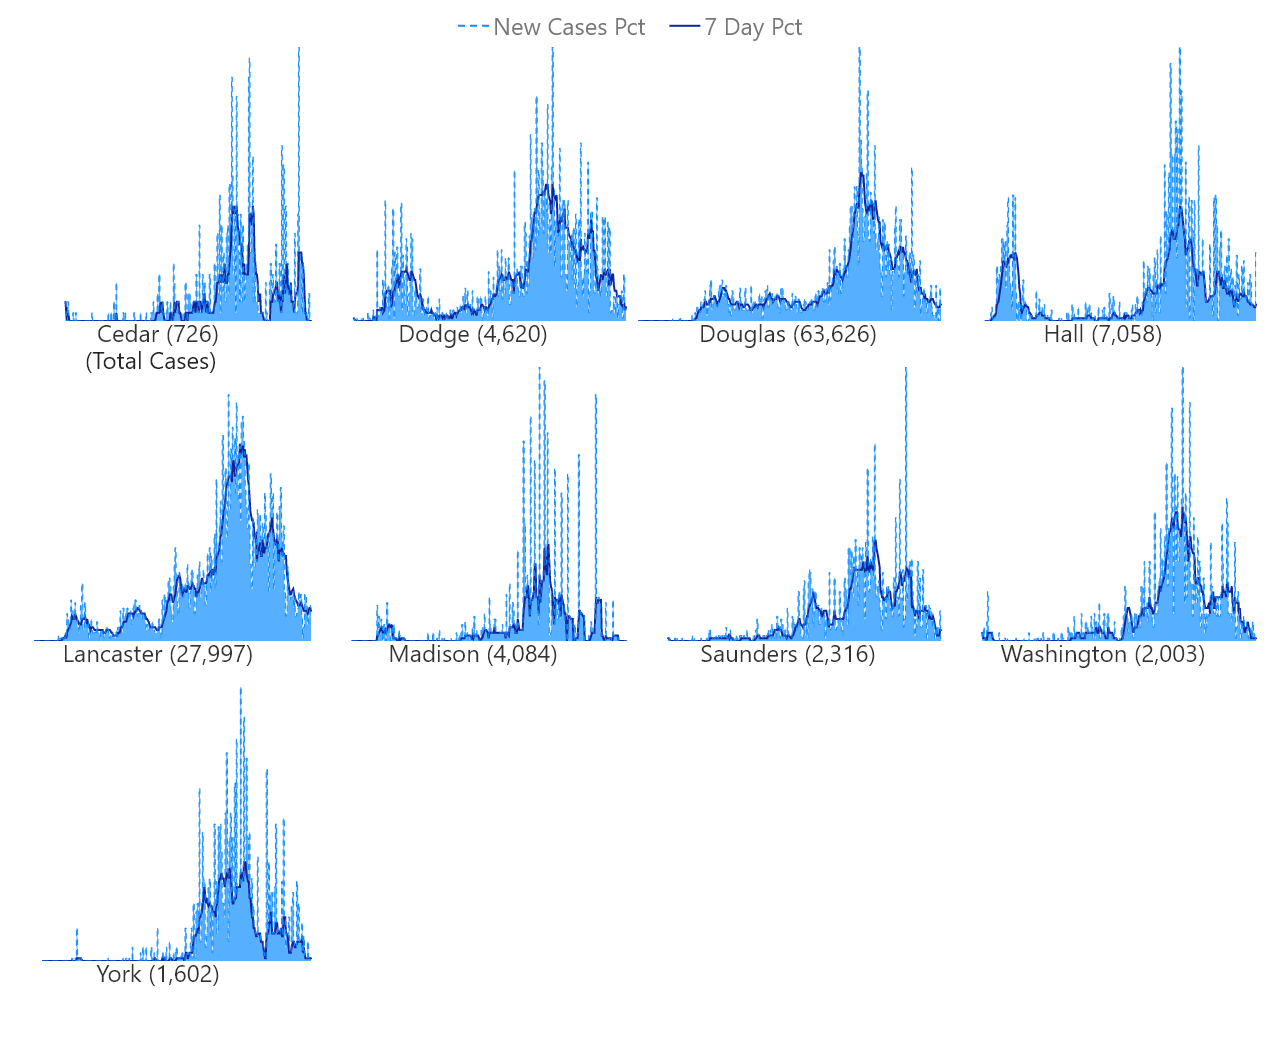 New Cases Pct 7 Day Pct
Cedar (726)
(Total Cases)
Dodge (4,620)
Douglas (63,626)
Hall (7,058)
Lancaster (27,997)
Madison (4,084)
Saunders (2,316)
Washington (2,003)
York (1,602)